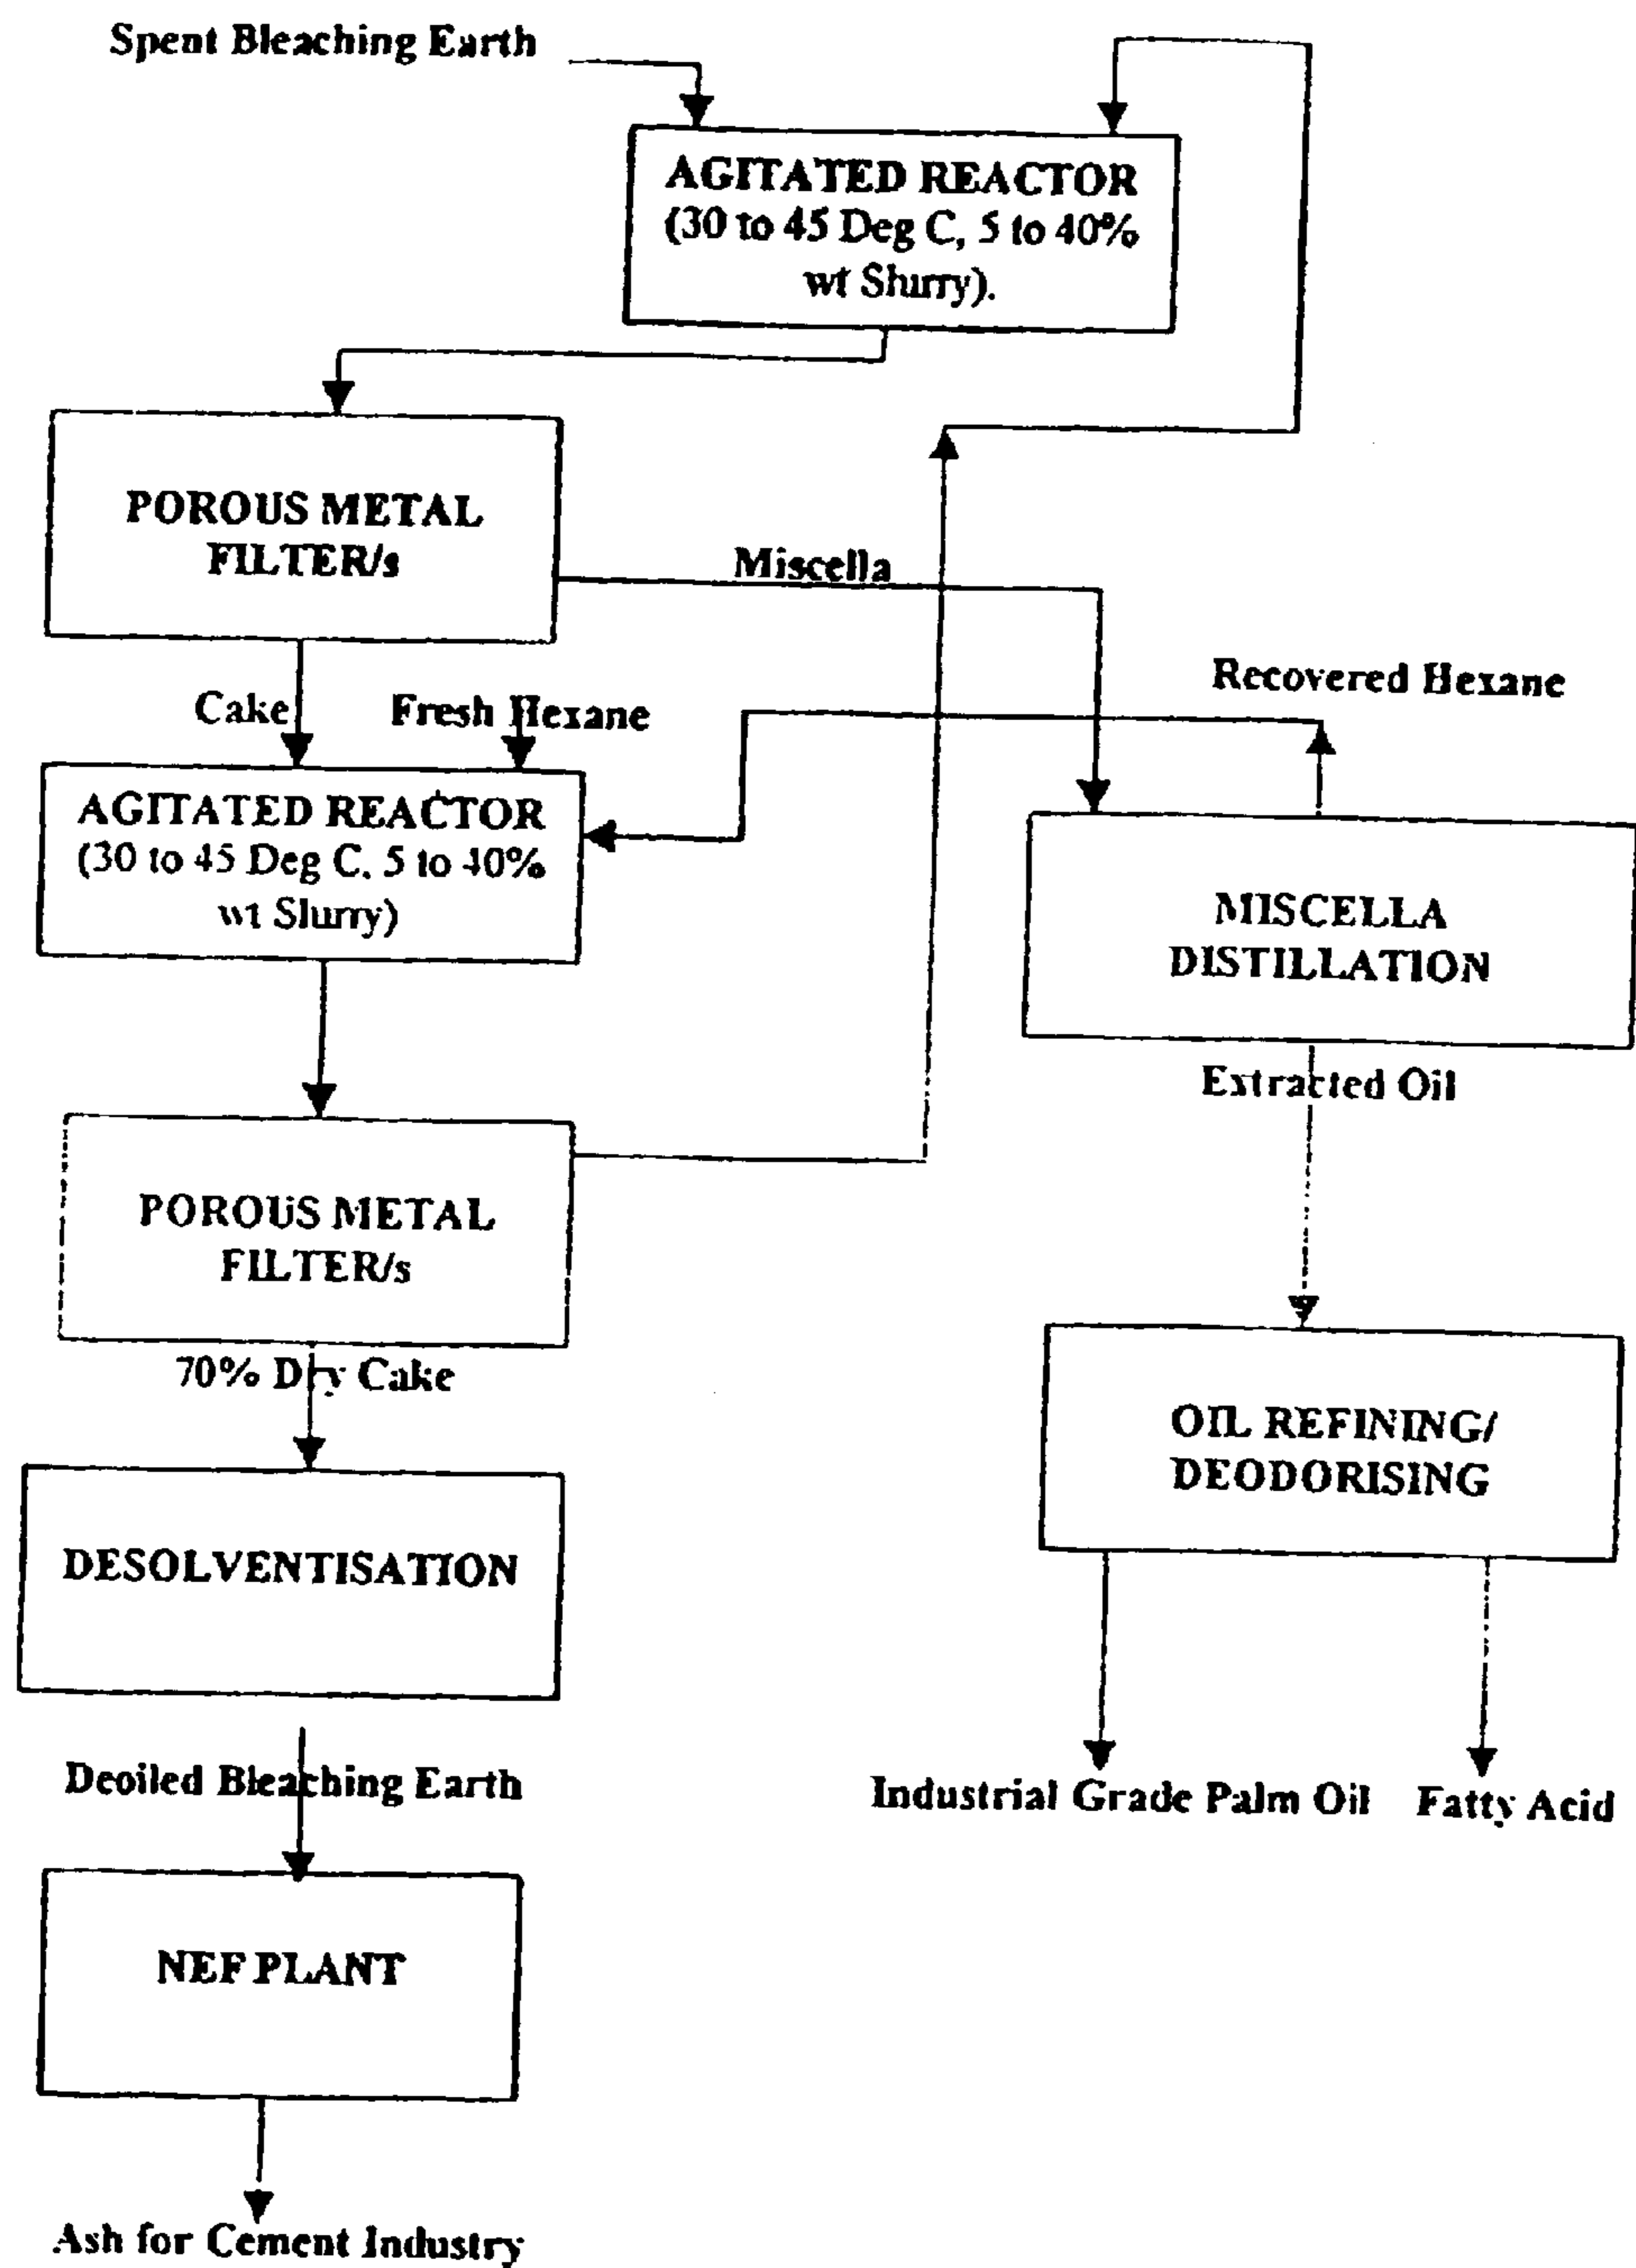 Spent Bleaching Earth
AGITATED REACTOR
(30 to 45 Deg C, 5 to 40%
wt Slurry).
POROUS METAL
FILTER/s
Miscella
Recovered Hexane
Cake
Fresh Hexane
AGITATED REACTOR
(30 to 45 Deg C. 5 to 40%
wt Slurry)
MISCELLA
DISTILLATION
Extracted Oil
POROUS METAL
FILTER/s
70% Dry Cake
OIL REFINING/
DEODORISING
DESOLVENTISATION
Deoiled Bleaching Earth
Industrial Grade Palm Oil
Fatty Acid
NEF PLANT
Ash for Cement Industry